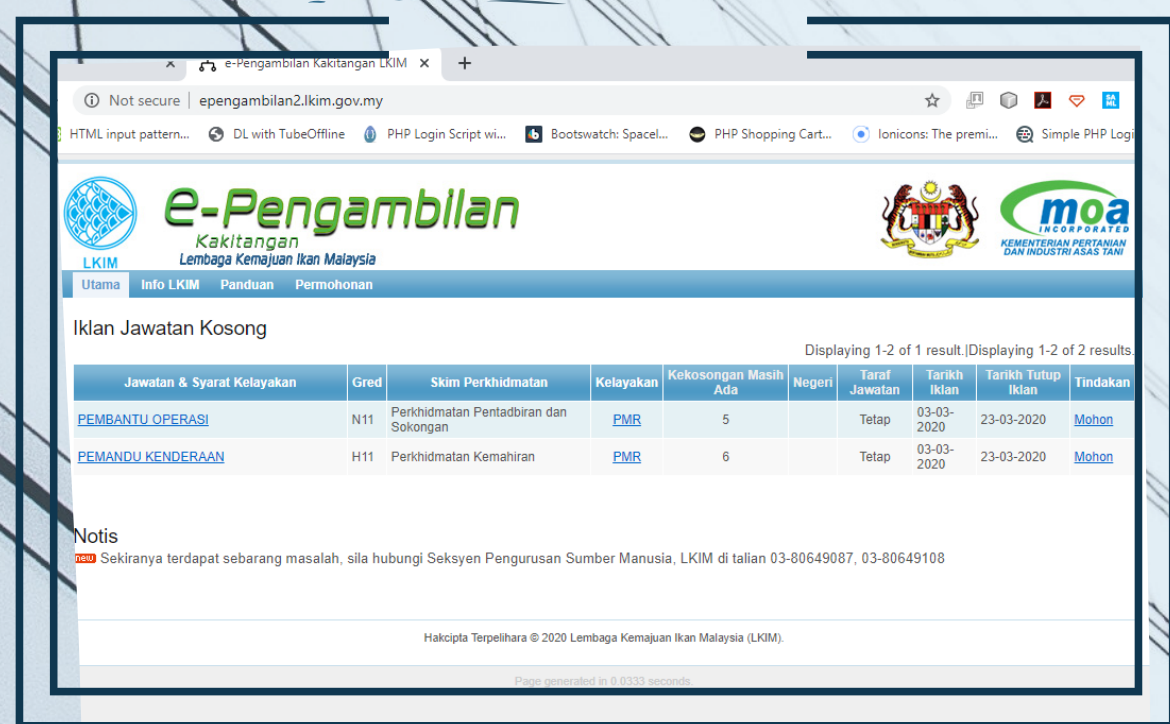 e-Pengambilan Kakitangan LKIM
Not secure | epengambilan2.lkim.gov.my
HTML input pattern... DL with TubeOffline PHP Login Script wi... Bootswatch: Spacel... PHP Shopping Cart... Ionicons: The premi... Simple PHP Logi
LKIM
e-Pengambilan
Kakitangan
Lembaga Kemajuan Ikan Malaysia
moa
INCORPORATED
KEMENTERIAN PERTANIAN
DAN INDUSTRI ASAS TANI
Utama Info LKIM Panduan Permohonan
Iklan Jawatan Kosong
Displaying 1-2 of 1 result.|Displaying 1-2 of 2 results.
Jawatan & Syarat Kelayakan Gred Skim Perkhidmatan Kelayakan Kekosongan Masih Ada Negeri Taraf Jawatan Tarikh Iklan Tarikh Tutup Iklan Tindakan
PEMBANTU OPERASI N11 Perkhidmatan Pentadbiran dan Sokongan PMR 5 Tetap 03-03-2020 23-03-2020 Mohon
PEMANDU KENDERAAN H11 Perkhidmatan Kemahiran PMR 6 Tetap 03-03-2020 23-03-2020 Mohon
Notis
new Sekiranya terdapat sebarang masalah, sila hubungi Seksyen Pengurusan Sumber Manusia, LKIM di talian 03-80649087, 03-80649108
Hakcipta Terpelihara © 2020 Lembaga Kemajuan Ikan Malaysia (LKIM).
Page generated in 0.0333 seconds.